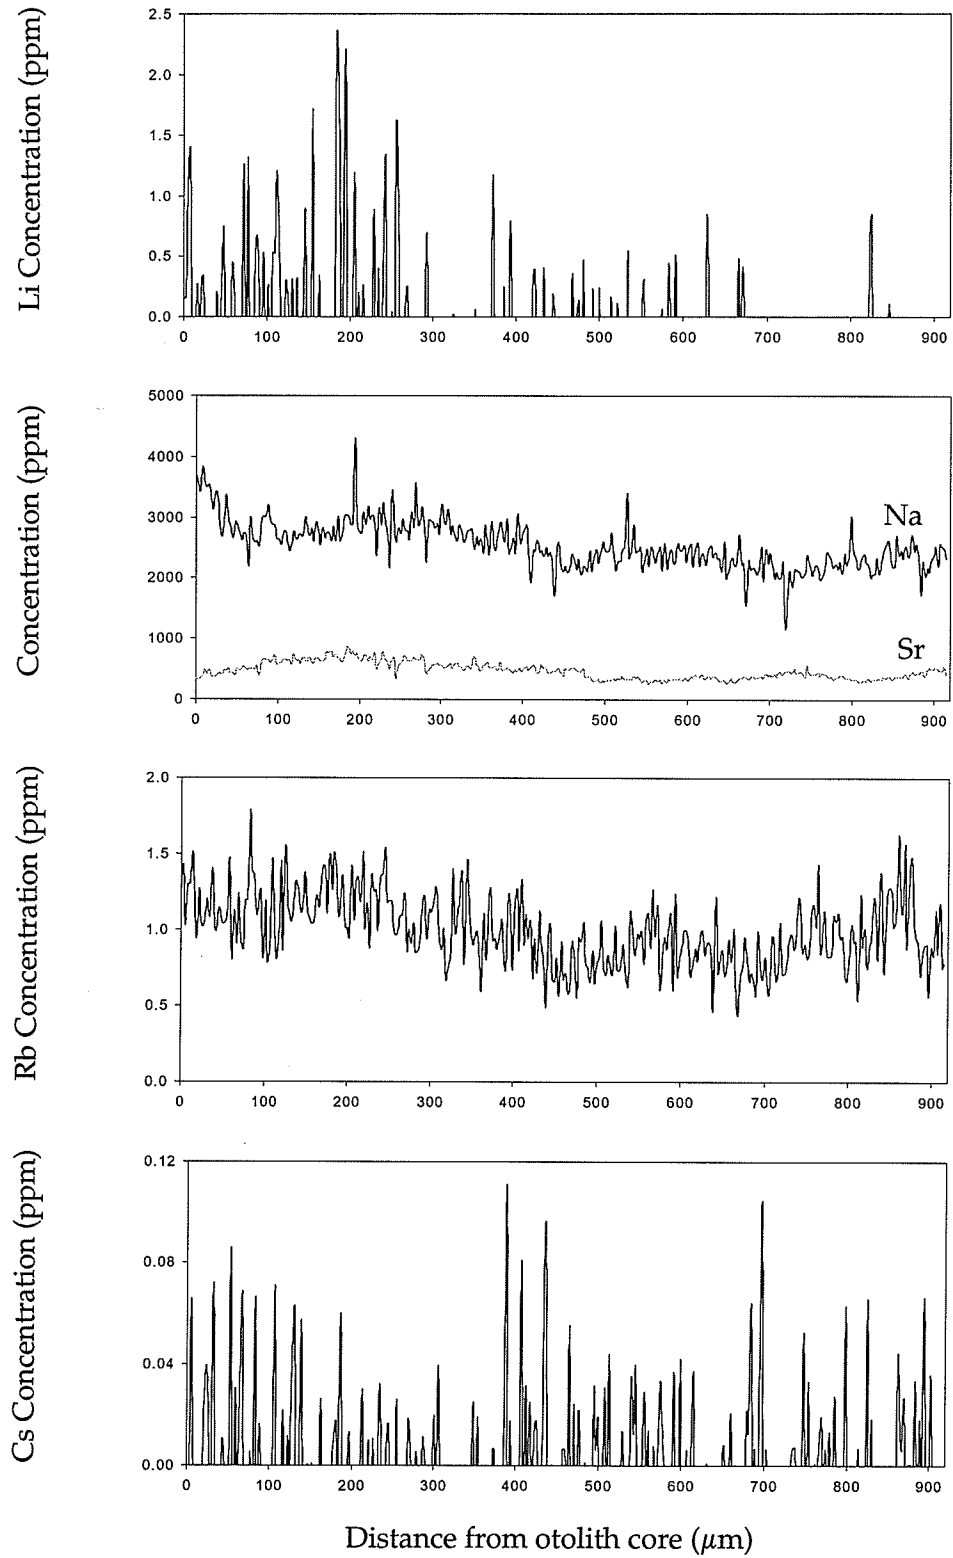 Li Concentration (ppm)
2.5
2.0
1.5
1.0
0.5
0.0
0 100 200 300 400 500 600 700 800 900
Concentration (ppm)
5000
4000
3000
2000
1000
0
Na
Sr
0 100 200 300 400 500 600 700 800 900
Rb Concentration (ppm)
2.0
1.5
1.0
0.5
0.0
0 100 200 300 400 500 600 700 800 900
Cs Concentration (ppm)
0.12
0.08
0.04
0.00
0 100 200 300 400 500 600 700 800 900
Distance from otolith core (μm)